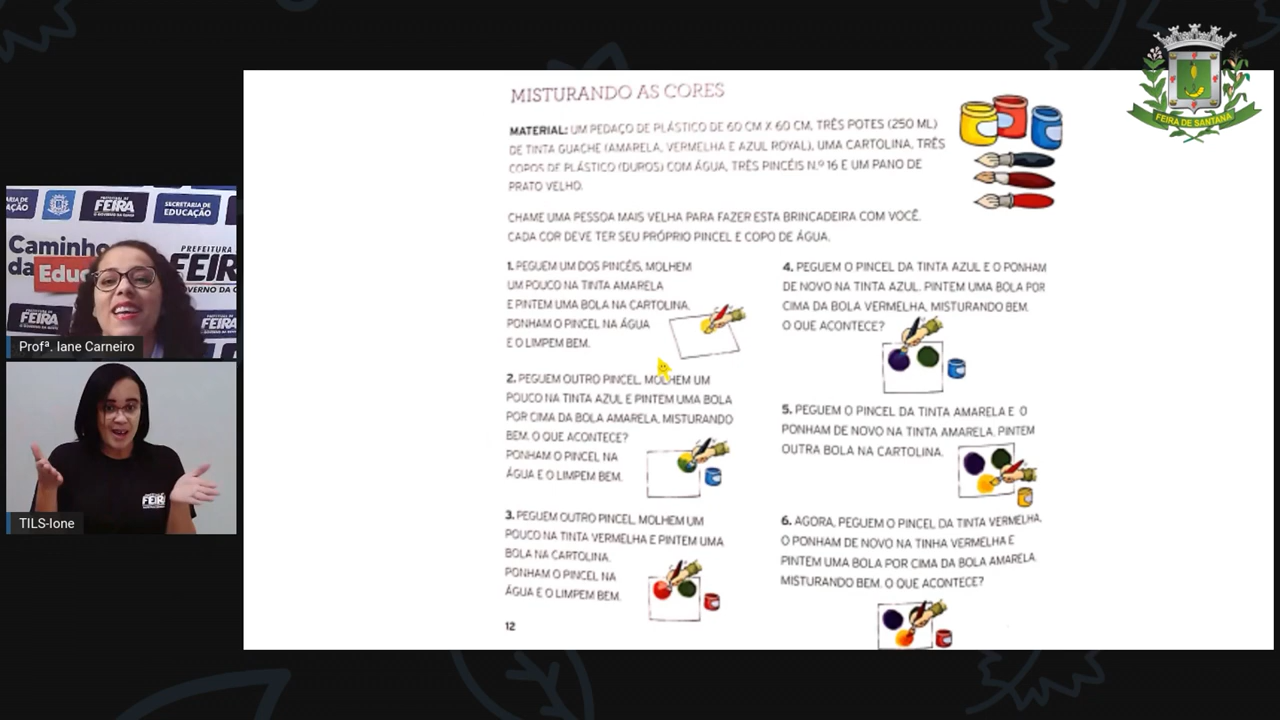 FEIRA DE SANTANA
MISTURANDO AS CORES
MATERIAL: UM PEDAÇO DE PLÁSTICO DE 60 CM X 60 CM, TRÊS POTES (250 ML)
DE TINTA GUACHE (AMARELA, VERMELHA E AZUL ROYAL), UMA CARTOLINA, TRÊS
COPOS DE PLÁSTICO (DUROS) COM ÁGUA, TRÊS PINCÉIS N.º 16 E UM PANO DE
PRATO VELHO.
CHAME UMA PESSOA MAIS VELHA PARA FAZER ESTA BRINCADEIRA COM VOCÊ.
CADA COR DEVE TER SEU PRÓPRIO PINCEL E COPO DE ÁGUA.
1. PEGUEM UM DOS PINCÉIS, MOLHEM
UM POUCO NA TINTA AMARELA
E PINTEM UMA BOLA NA CARTOLINA.
PONHAM O PINCEL NA ÁGUA
E O LIMPEM BEM.
2. PEGUEM OUTRO PINCEL, MOLHEM UM
POUCO NA TINTA AZUL E PINTEM UMA BOLA
POR CIMA DA BOLA AMARELA, MISTURANDO
BEM. O QUE ACONTECE?
PONHAM O PINCEL NA
ÁGUA E O LIMPEM BEM.
3. PEGUEM OUTRO PINCEL, MOLHEM UM
POUCO NA TINTA VERMELHA E PINTEM UMA
BOLA NA CARTOLINA.
PONHAM O PINCEL NA
ÁGUA E O LIMPEM BEM.
12
4. PEGUEM O PINCEL DA TINTA AZUL E O PONHAM
DE NOVO NA TINTA AZUL. PINTEM UMA BOLA POR
CIMA DA BOLA VERMELHA, MISTURANDO BEM.
O QUE ACONTECE?
5. PEGUEM O PINCEL DA TINTA AMARELA E O
PONHAM DE NOVO NA TINTA AMARELA. PINTEM
OUTRA BOLA NA CARTOLINA.
6. AGORA, PEGUEM O PINCEL DA TINTA VERMELHA,
O PONHAM DE NOVO NA TINHA VERMELHA E
PINTEM UMA BOLA POR CIMA DA BOLA AMARELA
MISTURANDO BEM. O QUE ACONTECE?
PREFEITURA DE
FEIRA
SECRETARIA DE
EDUCAÇÃO
Caminho
da Educ
PREFEITURA
FEIR
Profª. Iane Carneiro
FEIR
TILS-Ione